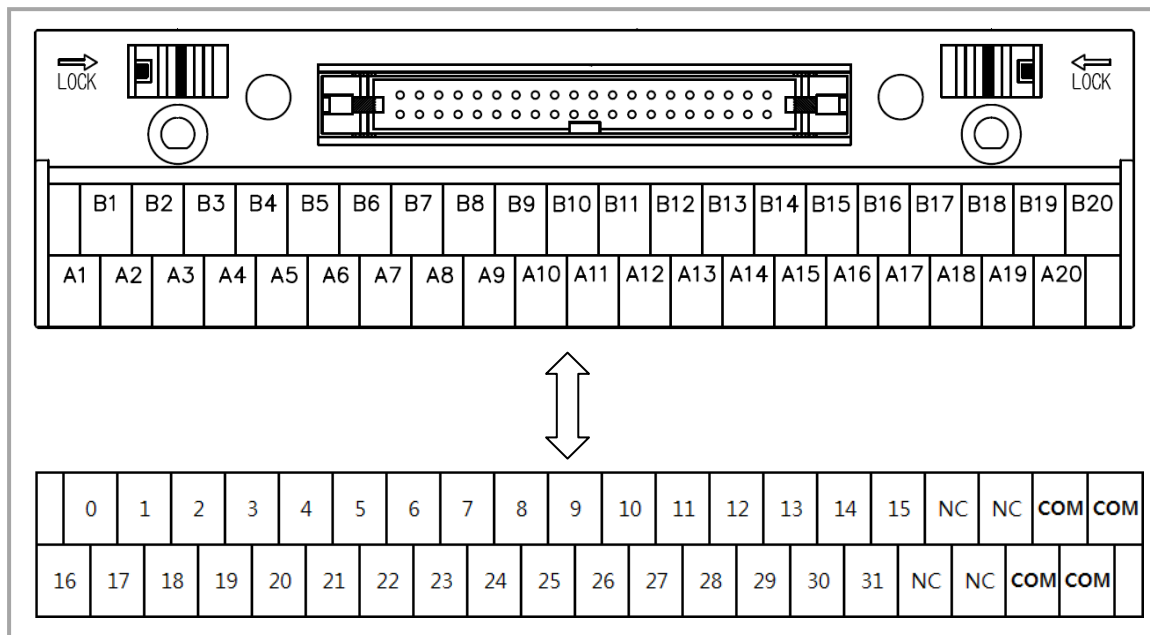 LOCK LOCK
B1 B2 B3 B4 B5 B6 B7 B8 B9 B10 B11 B12 B13 B14 B15 B16 B17 B18 B19 B20
A1 A2 A3 A4 A5 A6 A7 A8 A9 A10 A11 A12 A13 A14 A15 A16 A17 A18 A19 A20
0 1 2 3 4 5 6 7 8 9 10 11 12 13 14 15 NC NC COM COM
16 17 18 19 20 21 22 23 24 25 26 27 28 29 30 31 NC NC COM COM